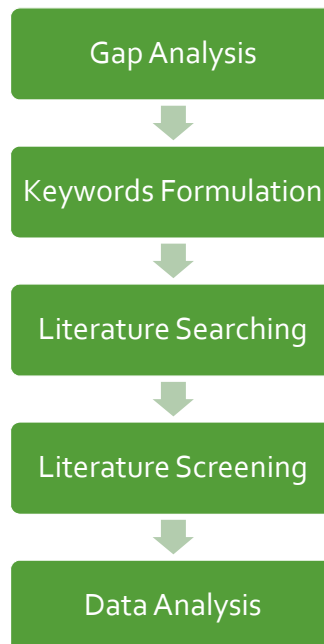 Gap Analysis
Keywords Formulation
Literature Searching
Literature Screening
Data Analysis